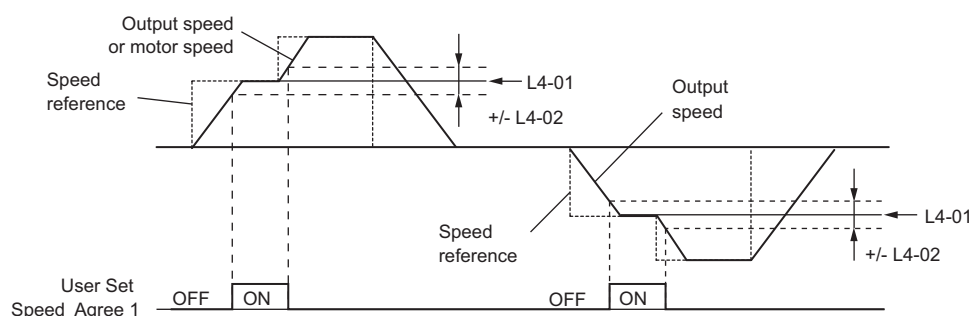 Output speed
or motor speed
Speed
reference
L4-01
+/- L4-02
Output
speed
Speed
reference
L4-01
+/- L4-02
User Set
Speed Agree 1
OFF
ON
OFF
ON